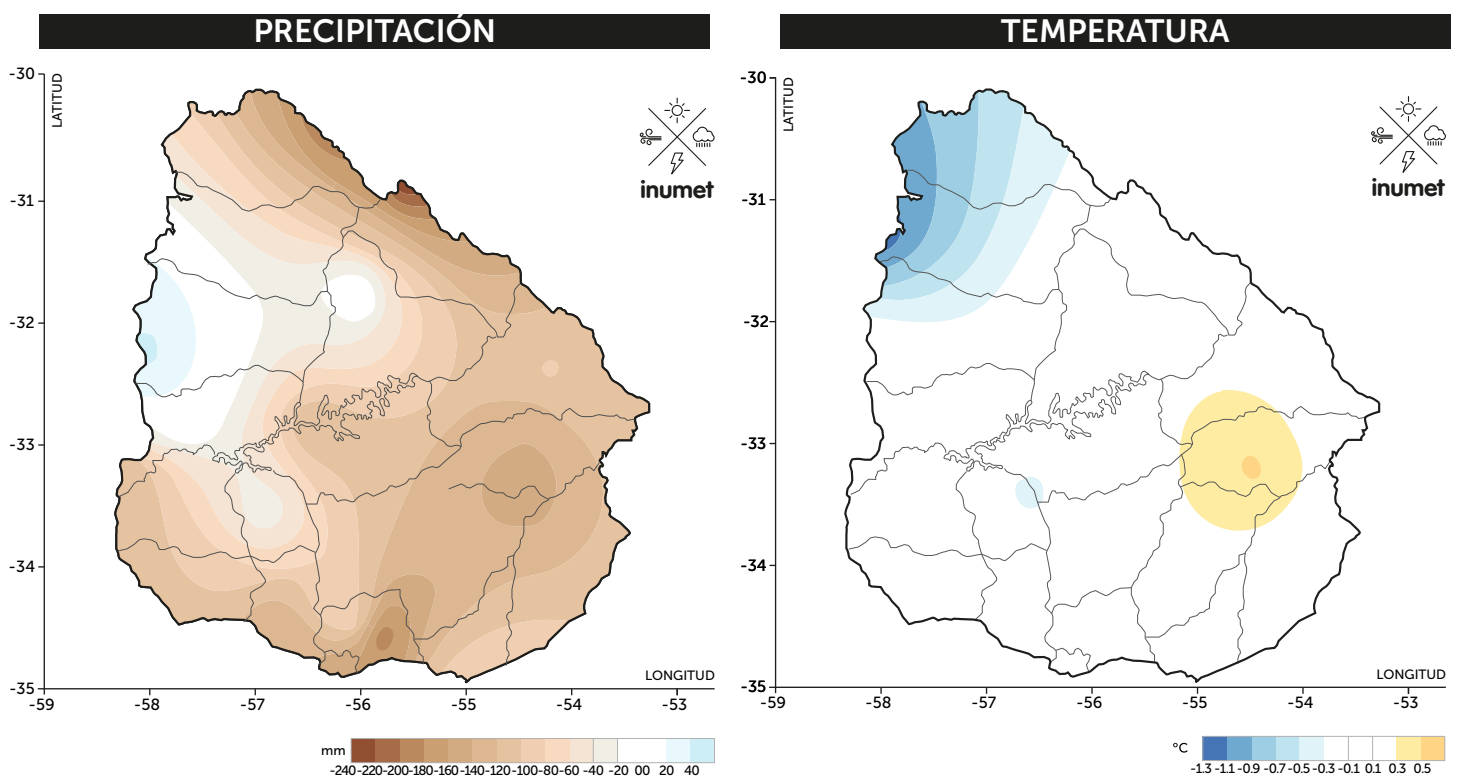 PRECIPITACIÓN
-30
LATITUD
inumet
-31
-32
-33
-34
LONGITUD
-35
-59 -58 -57 -56 -55 -54 -53
mm
-240 -220 -200 -180 -160 -140 -120 -100 -80 -60 -40 -20 00 20 40
TEMPERATURA
-30
LATITUD
inumet
-31
-32
-33
-34
LONGITUD
-35
-59 -58 -57 -56 -55 -54 -53
°C
-1.3 -1.1 -0.9 -0.7 -0.5 -0.3 -0.1 0.1 0.3 0.5